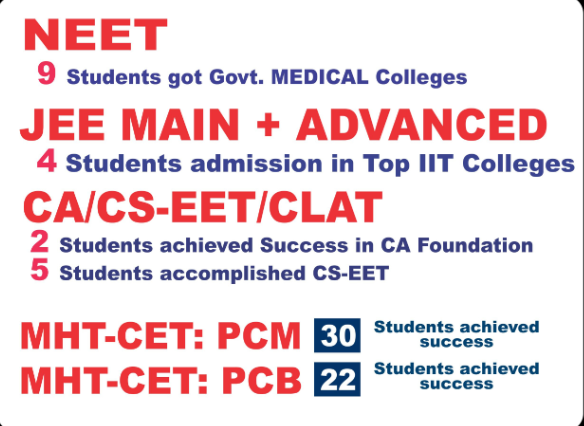 NEET
9 Students got Govt. MEDICAL Colleges
JEE MAIN + ADVANCED
4 Students admission in Top IIT Colleges
CA/CS-EET/CLAT
2 Students achieved Success in CA Foundation
5 Students accomplished CS-EET
MHT-CET: PCM 30 Students achieved
success
MHT-CET: PCB 22 Students achieved
success